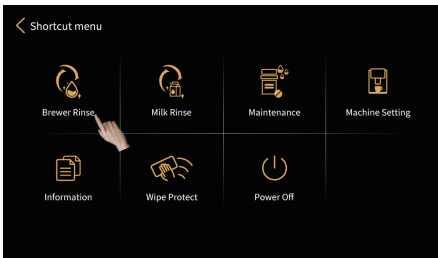 Shortcut menu
Brewer Rinse
Milk Rinse
Maintenance
Machine Setting
Information
Wipe Protect
Power Off